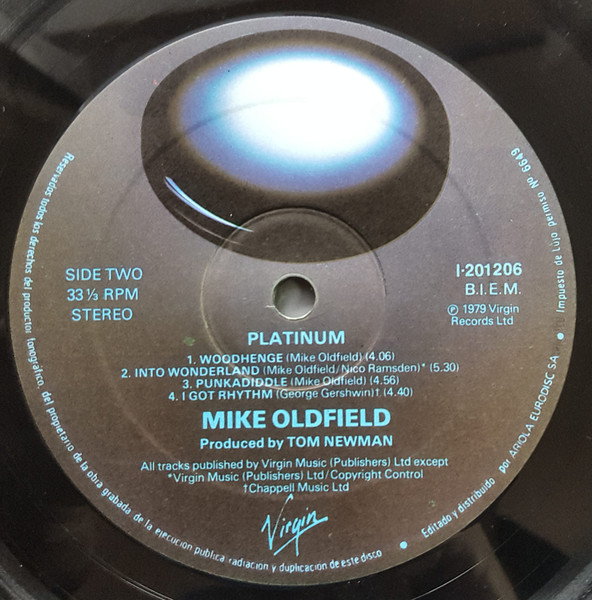 SIDE TWO
33 ⅓ RPM
STEREO
I-201206
B.I.E.M.
℗ 1979 Virgin
Records Ltd
PLATINUM
1. WOODHENGE (Mike Oldfield) (4.06)
2. INTO WONDERLAND (Mike Oldfield/Nico Ramsden)* (5.30)
3. PUNKADIDDLE (Mike Oldfield) (4.56)
4. I GOT RHYTHM (George Gershwin)† (4.40)
MIKE OLDFIELD
Produced by TOM NEWMAN
All tracks published by Virgin Music (Publishers) Ltd except
*Virgin Music (Publishers) Ltd/Copyright Control
†Chappell Music Ltd
Virgin
Reservados todos los derechos del productor fonográfico, del propietario de la obra grabada de la ejecución publica radiacion y duplicación de este disco • Editado y distribuido por ARIOLA EURODISC SA • Impuesto de Lujo permiso Nº 6649